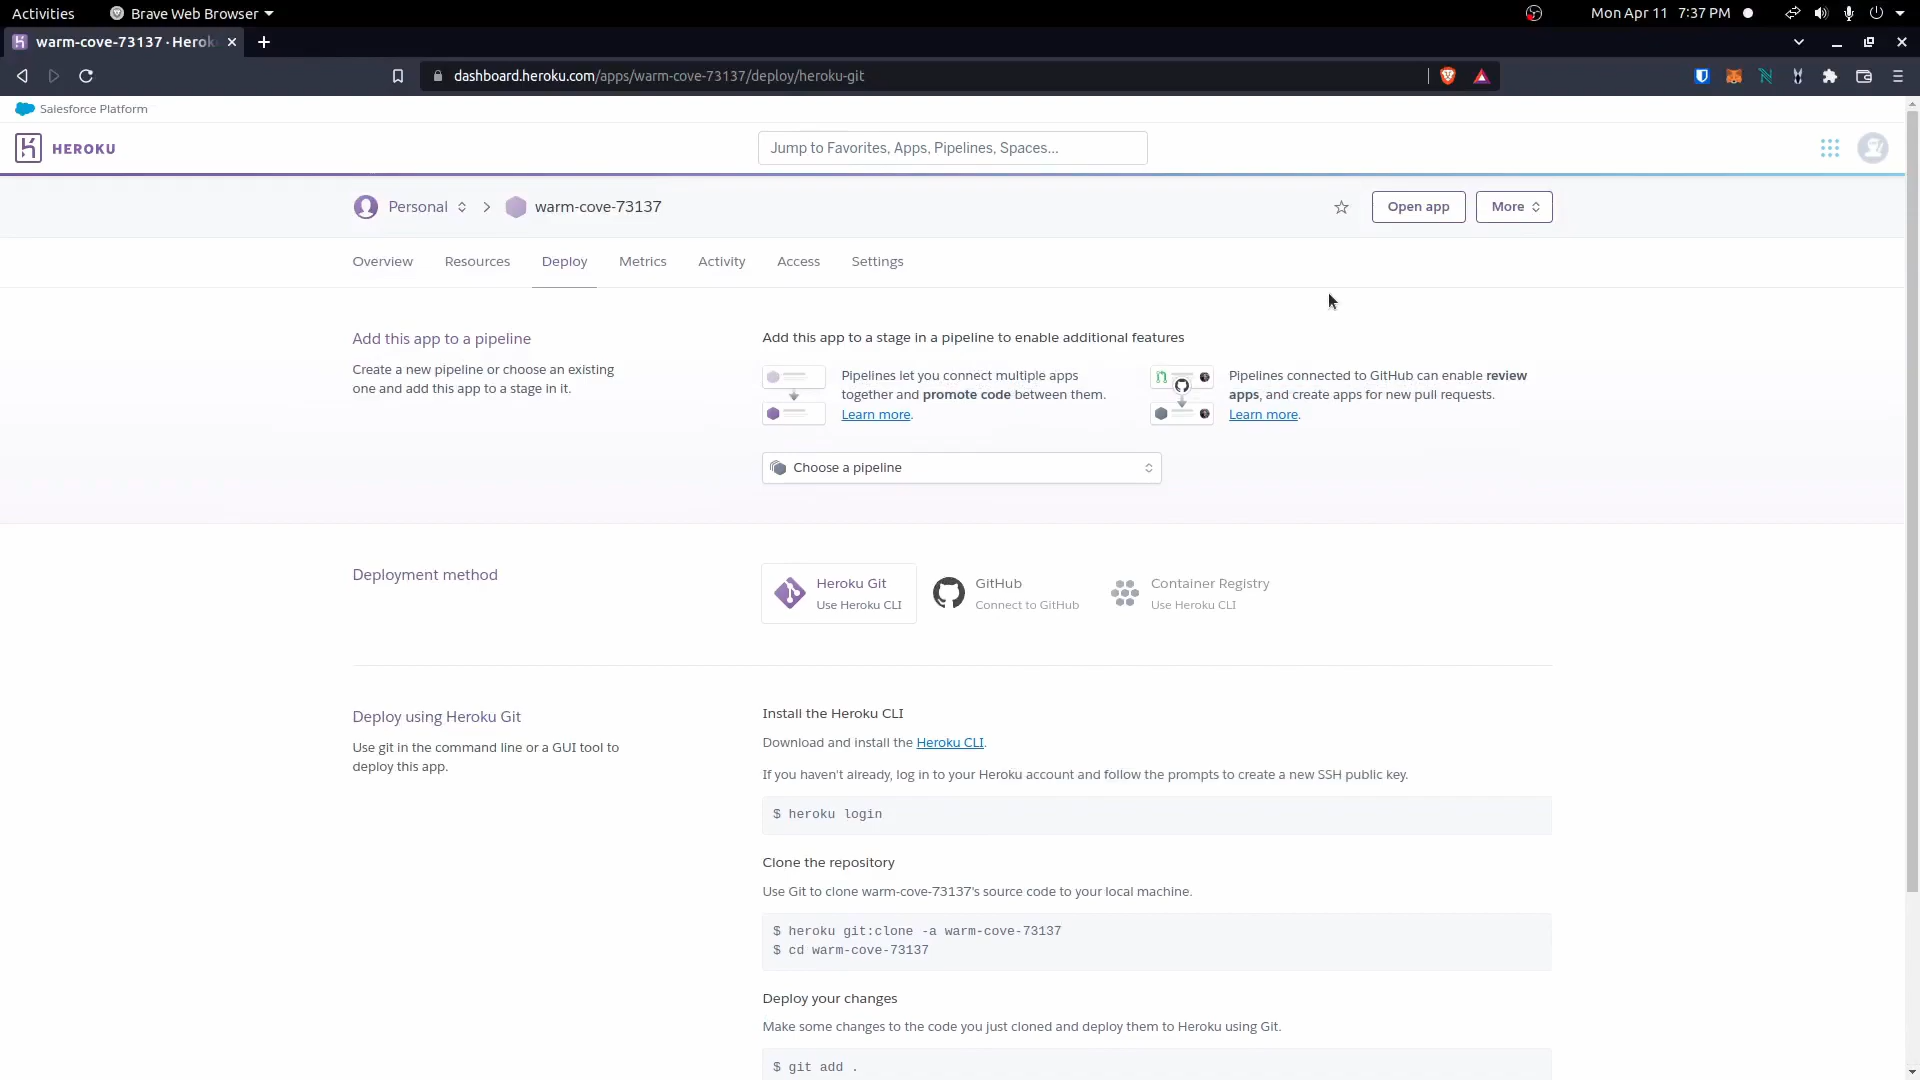 Activities
Brave Web Browser
Mon Apr 11 7:37 PM
warm-cove-73137 · Herok
dashboard.heroku.com/apps/warm-cove-73137/deploy/heroku-git
Salesforce Platform
HEROKU
Jump to Favorites, Apps, Pipelines, Spaces...
Personal
warm-cove-73137
Open app
More
Overview
Resources
Deploy
Metrics
Activity
Access
Settings
Add this app to a pipeline
Create a new pipeline or choose an existing
one and add this app to a stage in it.
Add this app to a stage in a pipeline to enable additional features
Pipelines let you connect multiple apps
together and promote code between them.
Learn more.
Pipelines connected to GitHub can enable review
apps, and create apps for new pull requests.
Learn more.
Choose a pipeline
Deployment method
Heroku Git
Use Heroku CLI
GitHub
Connect to GitHub
Container Registry
Use Heroku CLI
Deploy using Heroku Git
Use git in the command line or a GUI tool to
deploy this app.
Install the Heroku CLI
Download and install the Heroku CLI.
If you haven't already, log in to your Heroku account and follow the prompts to create a new SSH public key.
$ heroku login
Clone the repository
Use Git to clone warm-cove-73137's source code to your local machine.
$ heroku git:clone -a warm-cove-73137
$ cd warm-cove-73137
Deploy your changes
Make some changes to the code you just cloned and deploy them to Heroku using Git.
$ git add .